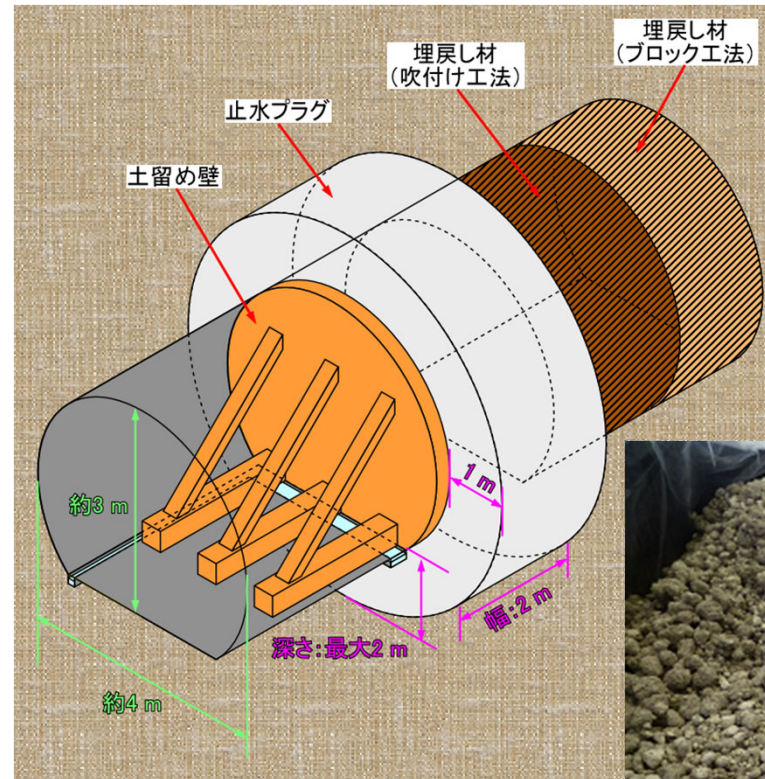 埋戻し材
(ブロック工法)
埋戻し材
(吹付け工法)
止水プラグ
土留め壁
約3 m
約4 m
1 m
幅:2 m
深さ:最大2 m